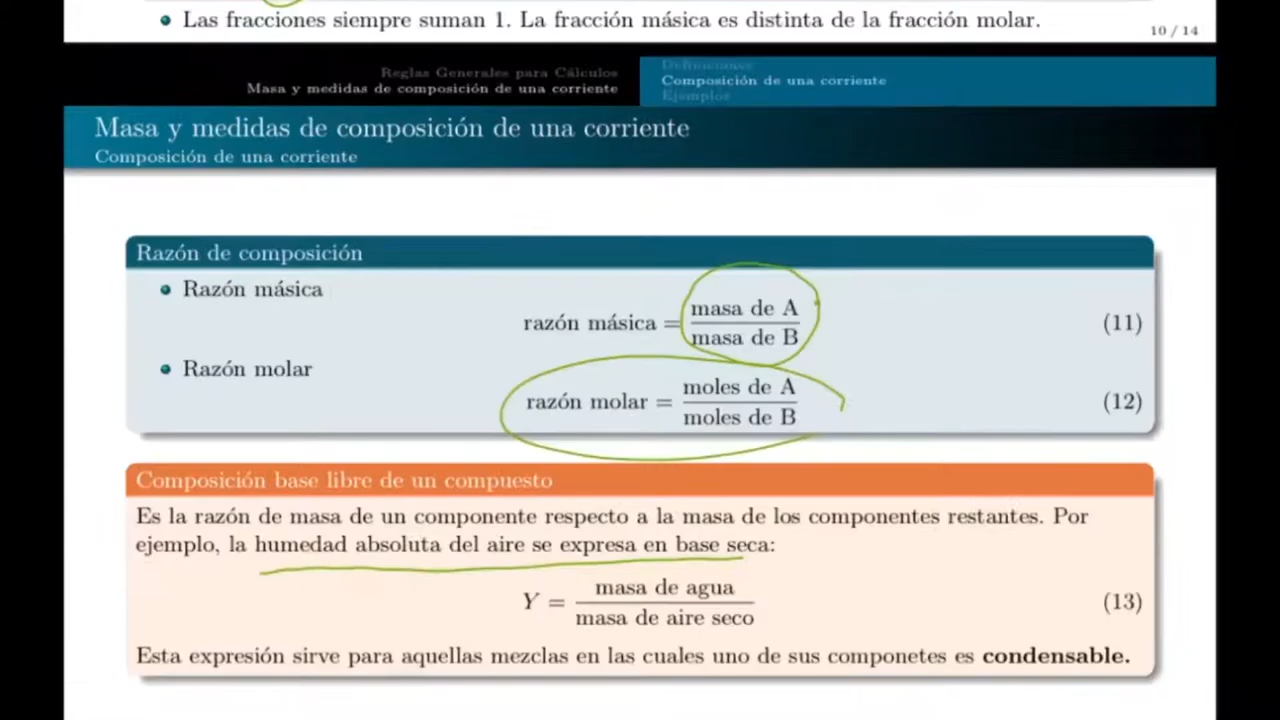 Las fracciones siempre suman 1. La fracción másica es distinta de la fracción molar.
10 / 14
Reglas Generales para Cálculos
Masa y medidas de composición de una corriente
Definiciones
Composición de una corriente
Ejemplos
Masa y medidas de composición de una corriente
Composición de una corriente
Razón de composición
Razón másica
razón másica = masa de A / masa de B (11)
Razón molar
razón molar = moles de A / moles de B (12)
Composición base libre de un compuesto
Es la razón de masa de un componente respecto a la masa de los componentes restantes. Por
ejemplo, la humedad absoluta del aire se expresa en base seca:
Y = masa de agua / masa de aire seco (13)
Esta expresión sirve para aquellas mezclas en las cuales uno de sus componetes es condensable.